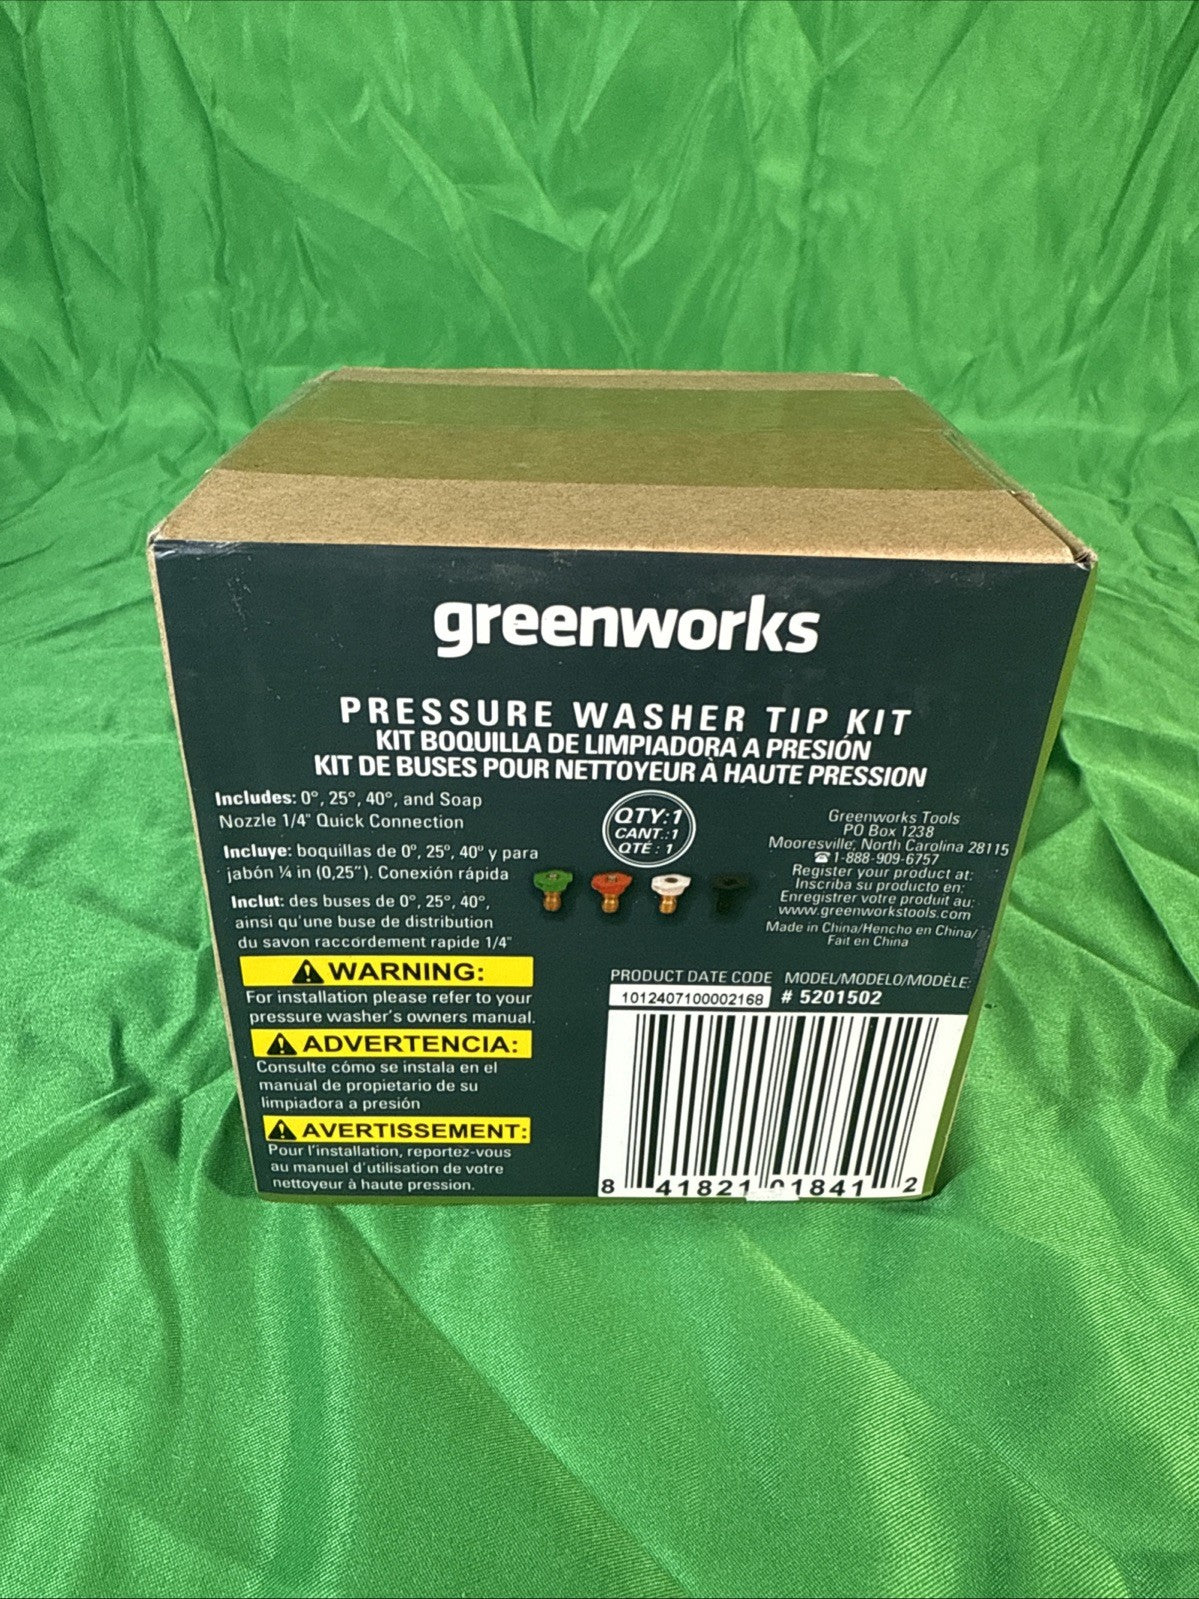 greenworks
PRESSURE WASHER TIP KIT
KIT BOQUILLA DE LIMPIADORA A PRESIÓN
KIT DE BUSES POUR NETTOYEUR À HAUTE PRESSION
Includes: 0°, 25°, 40°, and Soap
Nozzle 1/4" Quick Connection
Incluye: boquillas de 0º, 25º, 40º y para
jabón ¼ in (0,25"). Conexión rápida
Inclut: des buses de 0°, 25°, 40°,
ainsi qu'une buse de distribution
du savon raccordement rapide 1/4"
QTY:1
CANT.:1
QTÉ : 1
Greenworks Tools
PO Box 1238
Mooresville, North Carolina 28115
☎1-888-909-6757
Register your product at:
Inscriba su producto en:
Enregistrer votre produit au:
www.greenworkstools.com
Made in China/Hencho en China/
Fait en China
WARNING:
For installation please refer to your
pressure washer's owners manual.
ADVERTENCIA:
Consulte cómo se instala en el
manual de propietario de su
limpiadora a presión
AVERTISSEMENT:
Pour l'installation, reportez-vous
au manuel d'utilisation de votre
nettoyeur à haute pression.
PRODUCT DATE CODE
1012407100002168
MODEL/MODELO/MODÈLE:
# 5201502
8 41821 01841 2